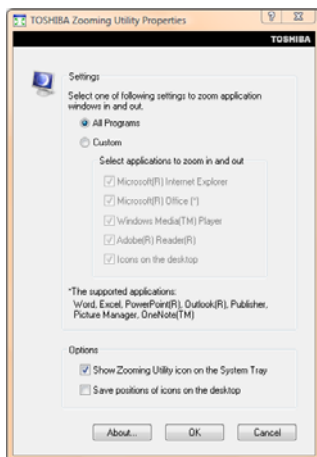 TOSHIBA Zooming Utility Properties
TOSHIBA
Settings
Select one of following settings to zoom application
windows in and out.
All Programs
Custom
Select applications to zoom in and out
Microsoft(R) Internet Explorer
Microsoft(R) Office (*)
Windows Media(TM) Player
Adobe(R) Reader(R)
Icons on the desktop
*The supported applications:
Word, Excel, PowerPoint(R), Outlook(R), Publisher,
Picture Manager, OneNote(TM)
Options
Show Zooming Utility icon on the System Tray
Save positions of icons on the desktop
About... OK Cancel